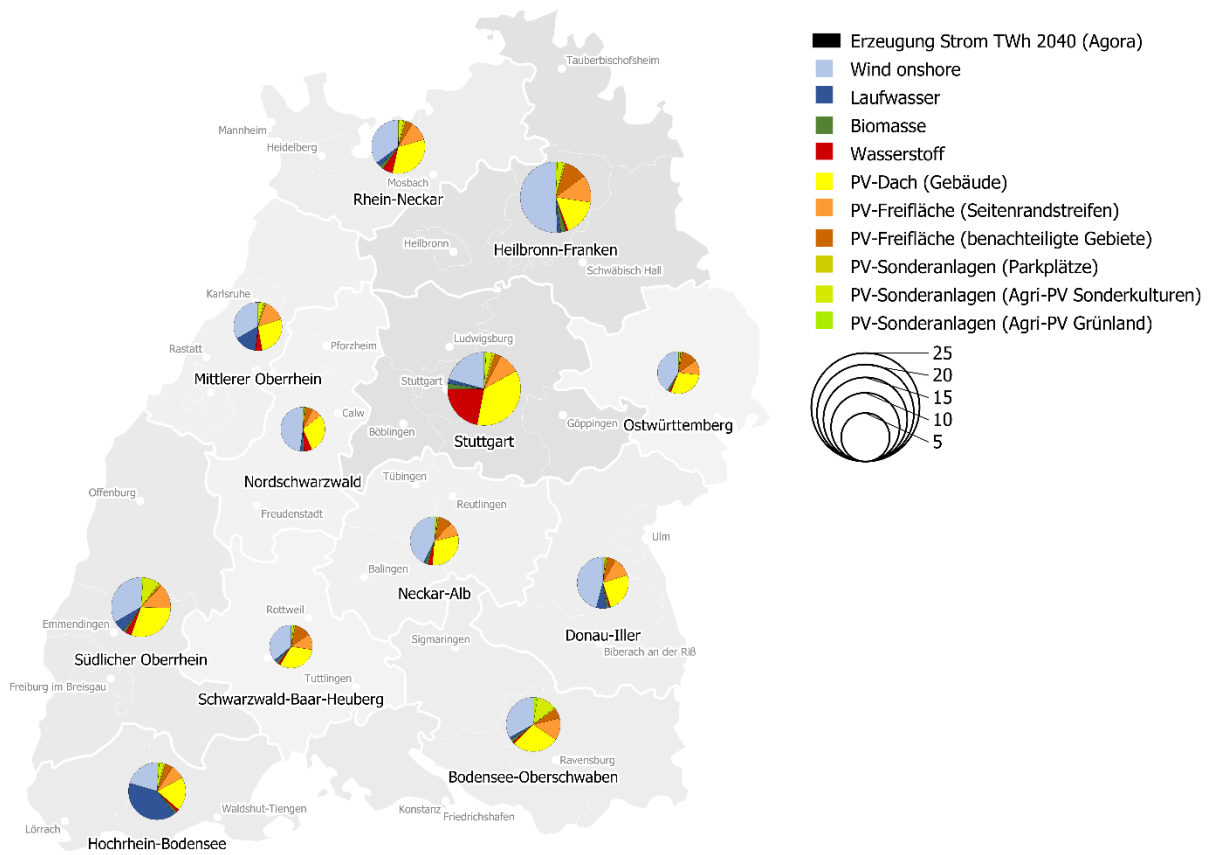 Erzeugung Strom TWh 2040 (Agora)
Wind onshore
Laufwasser
Biomasse
Wasserstoff
PV-Dach (Gebäude)
PV-Freifläche (Seitenrandstreifen)
PV-Freifläche (benachteiligte Gebiete)
PV-Sonderanlagen (Parkplätze)
PV-Sonderanlagen (Agri-PV Sonderkulturen)
PV-Sonderanlagen (Agri-PV Grünland)
25
20
15
10
5
Tauberbischofsheim
Mannheim
Heidelberg
Mosbach
Rhein-Neckar
Heilbronn
Heilbronn-Franken
Schwäbisch Hall
Karlsruhe
Rastatt
Pforzheim
Ludwigsburg
Mittlerer Oberrhein
Stuttgart
Calw
Böblingen
Stuttgart
Göppingen
Ostwürttemberg
Nordschwarzwald
Tübingen
Offenburg
Freudenstadt
Reutlingen
Ulm
Balingen
Neckar-Alb
Emmendingen
Rottweil
Sigmaringen
Donau-Iller
Biberach an der Riß
Südlicher Oberrhein
Freiburg im Breisgau
Tuttlingen
Schwarzwald-Baar-Heuberg
Ravensburg
Bodensee-Oberschwaben
Lörrach
Waldshut-Tiengen
Konstanz
Friedrichshafen
Hochrhein-Bodensee